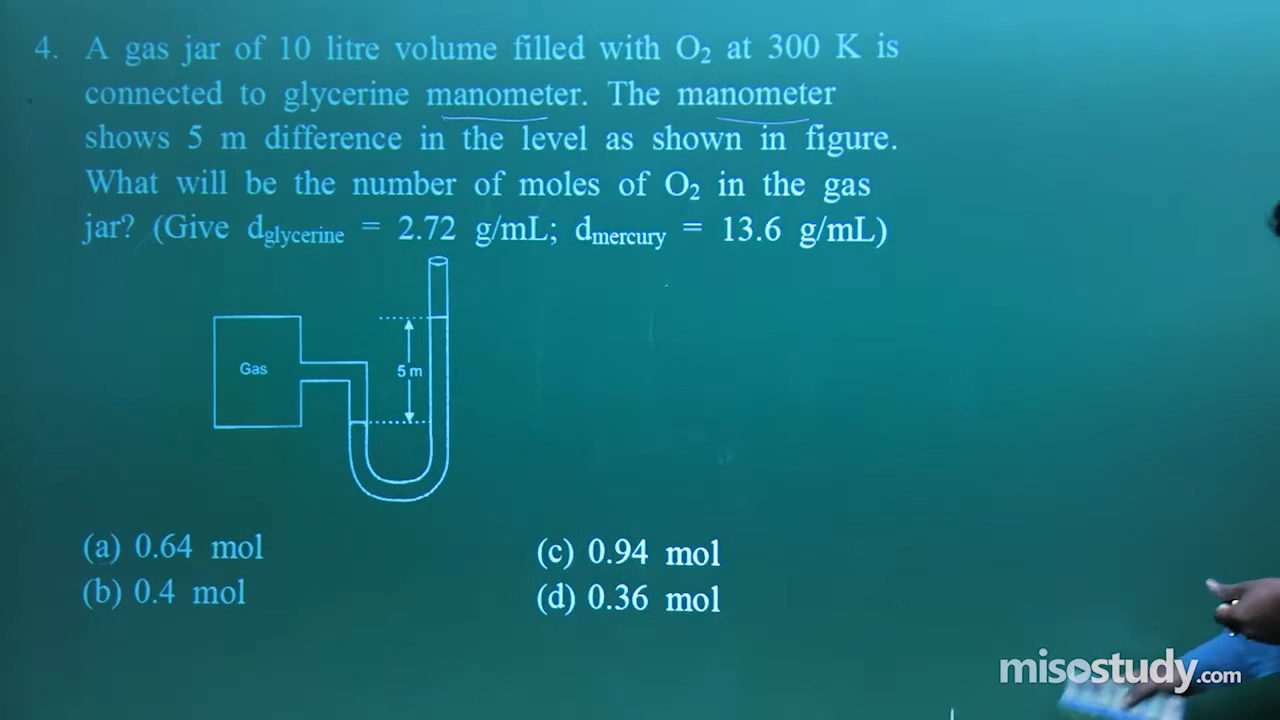 4. A gas jar of 10 litre volume filled with O₂ at 300 K is
connected to glycerine manometer. The manometer
shows 5 m difference in the level as shown in figure.
What will be the number of moles of O₂ in the gas
jar? (Give d_glycerine = 2.72 g/mL; d_mercury = 13.6 g/mL)
Gas
5 m
(a) 0.64 mol
(c) 0.94 mol
(b) 0.4 mol
(d) 0.36 mol
misostudy.com